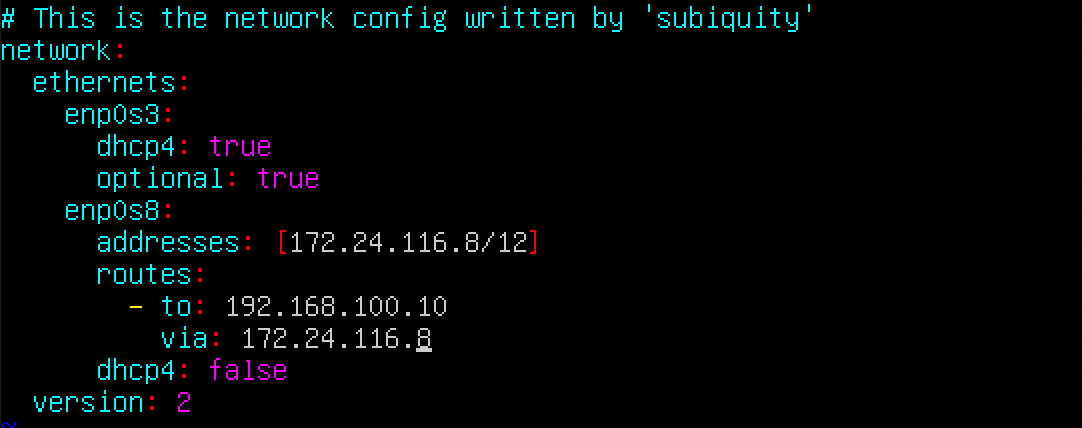 # This is the network config written by 'subiquity'
network:
  ethernets:
    enp0s3:
      dhcp4: true
      optional: true
    enp0s8:
      addresses: [172.24.116.8/12]
      routes:
        - to: 192.168.100.10
          via: 172.24.116.8
      dhcp4: false
  version: 2
~